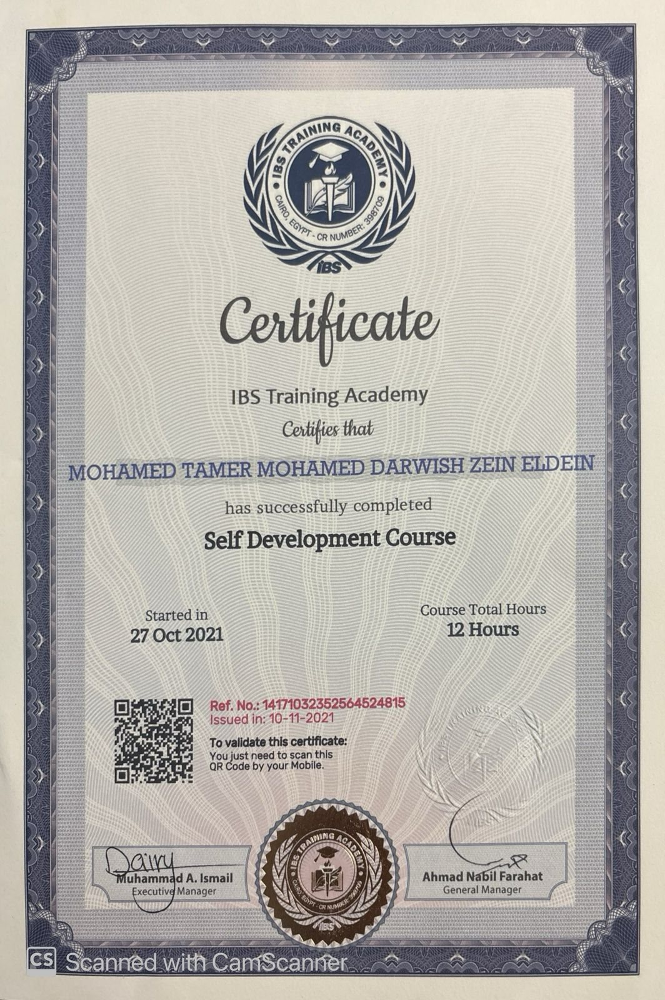 IBS TRAINING ACADEMY
CAIRO, EGYPT - CR NUMBER: 398709
iBS
Certificate
IBS Training Academy
Certifies that
MOHAMED TAMER MOHAMED DARWISH ZEIN ELDEIN
has successfully completed
Self Development Course
Started in
27 Oct 2021
Course Total Hours
12 Hours
Ref. No.: 14171032352564524815
Issued in: 10-11-2021
To validate this certificate:
You just need to scan this
QR Code by your Mobile.
Muhammad A. Ismail
Executive Manager
IBS TRAINING ACADEMY
CAIRO, EGYPT - CR NUMBER: 398709
iBS
Ahmad Nabil Farahat
General Manager
CS Scanned with CamScanner